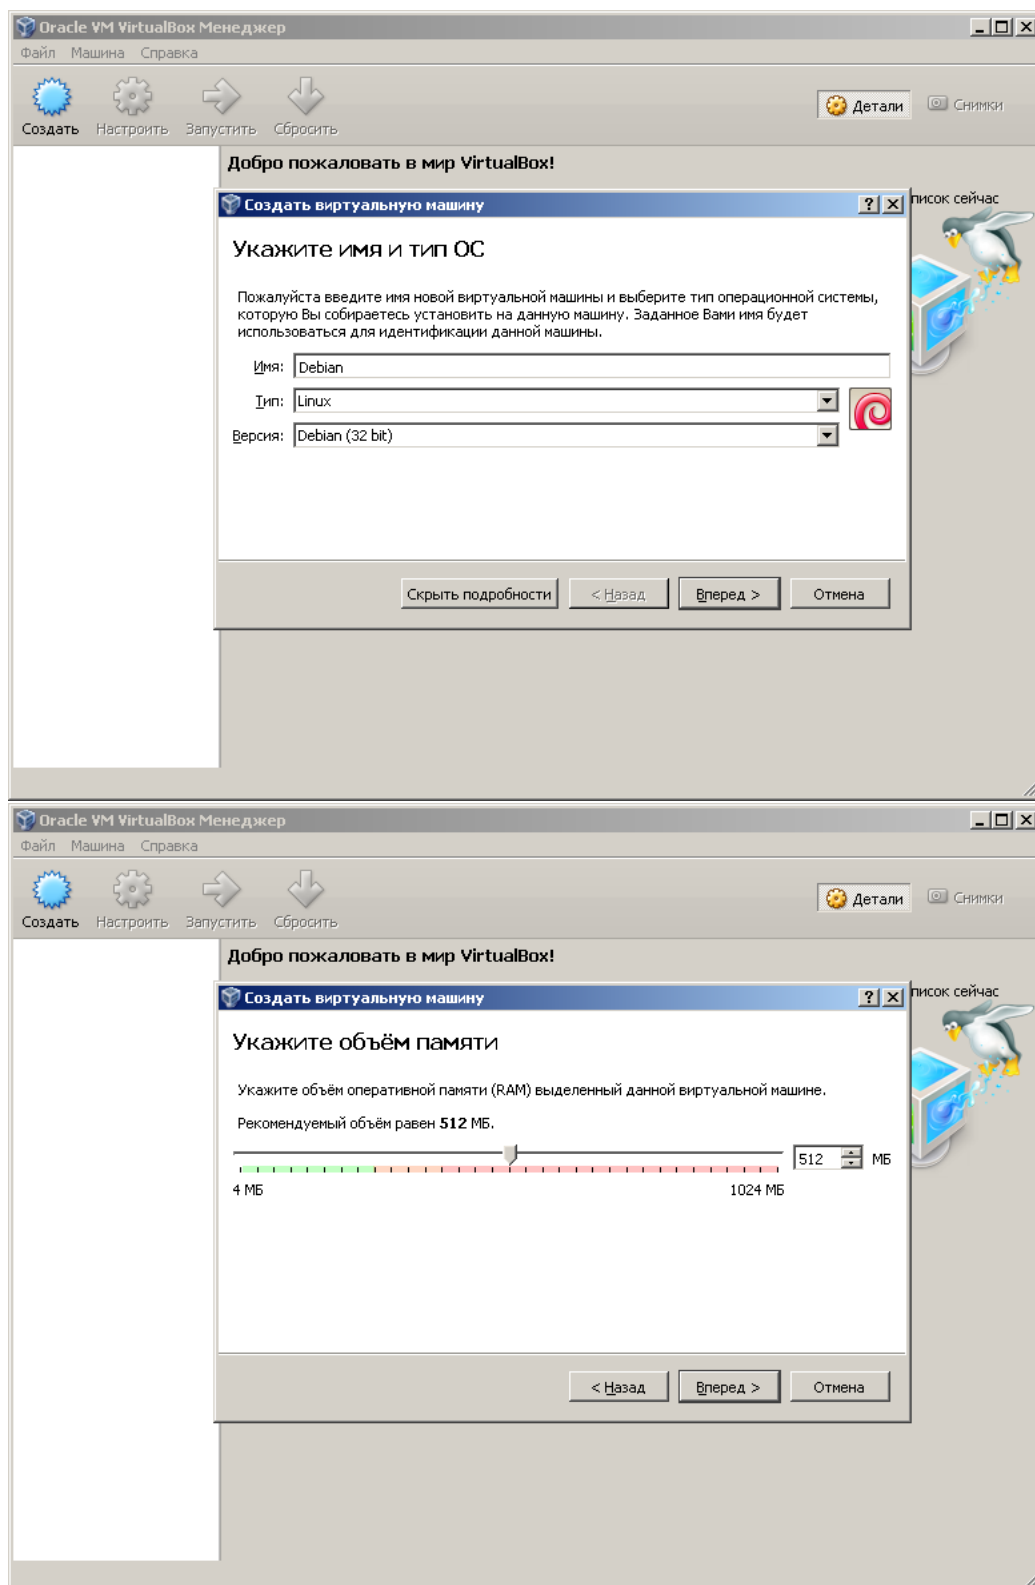 Oracle VM VirtualBox Менеджер
Файл Машина Справка
Создать Настроить Запустить Сбросить Детали Снимки
Добро пожаловать в мир VirtualBox!
писок сейчас
Создать виртуальную машину
Укажите имя и тип ОС
Пожалуйста введите имя новой виртуальной машины и выберите тип операционной системы,
которую Вы собираетесь установить на данную машину. Заданное Вами имя будет
использоваться для идентификации данной машины.
Имя: Debian
Тип: Linux
Версия: Debian (32 bit)
Скрыть подробности < Назад Вперед > Отмена
Oracle VM VirtualBox Менеджер
Файл Машина Справка
Создать Настроить Запустить Сбросить Детали Снимки
Добро пожаловать в мир VirtualBox!
писок сейчас
Создать виртуальную машину
Укажите объём памяти
Укажите объём оперативной памяти (RAM) выделенный данной виртуальной машине.
Рекомендуемый объём равен 512 МБ.
512 МБ
4 МБ 1024 МБ
< Назад Вперед > Отмена